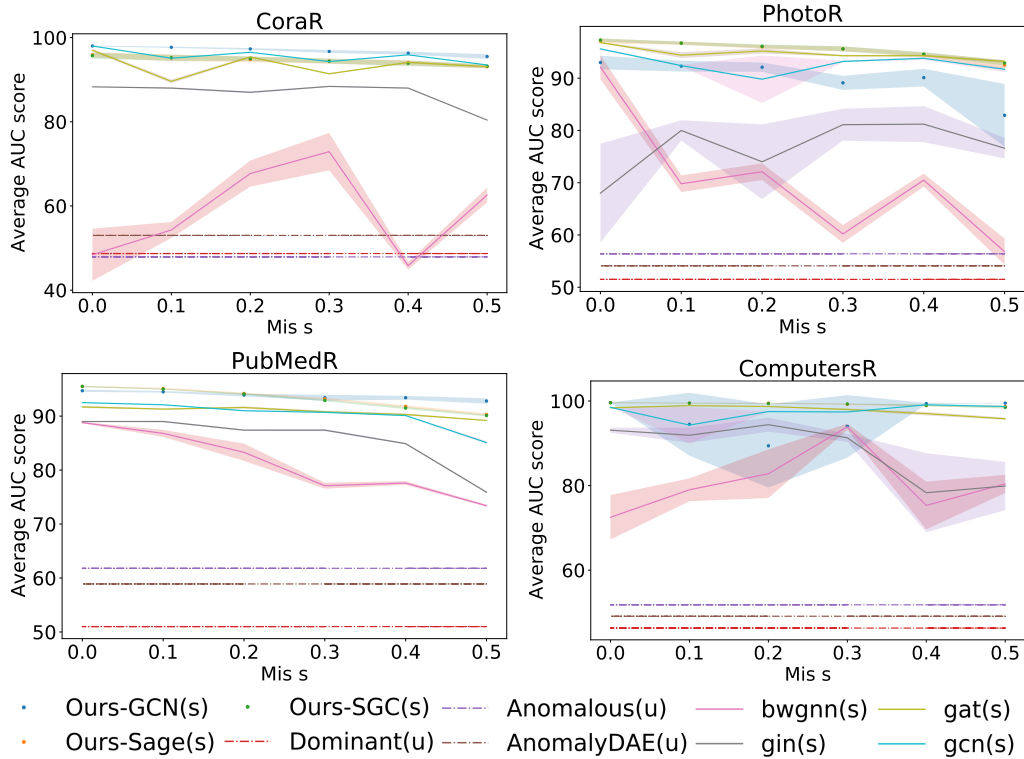 CoraR
100
80
60
40
Average AUC score
0.0 0.1 0.2 0.3 0.4 0.5
Mis s
PhotoR
90
80
70
60
50
Average AUC score
0.0 0.1 0.2 0.3 0.4 0.5
Mis s
PubMedR
90
80
70
60
50
Average AUC score
0.0 0.1 0.2 0.3 0.4 0.5
Mis s
ComputersR
100
80
60
Average AUC score
0.0 0.1 0.2 0.3 0.4 0.5
Mis s
Ours-GCN(s) Ours-SGC(s) Anomalous(u) bwgnn(s) gat(s)
Ours-Sage(s) Dominant(u) AnomalyDAE(u) gin(s) gcn(s)